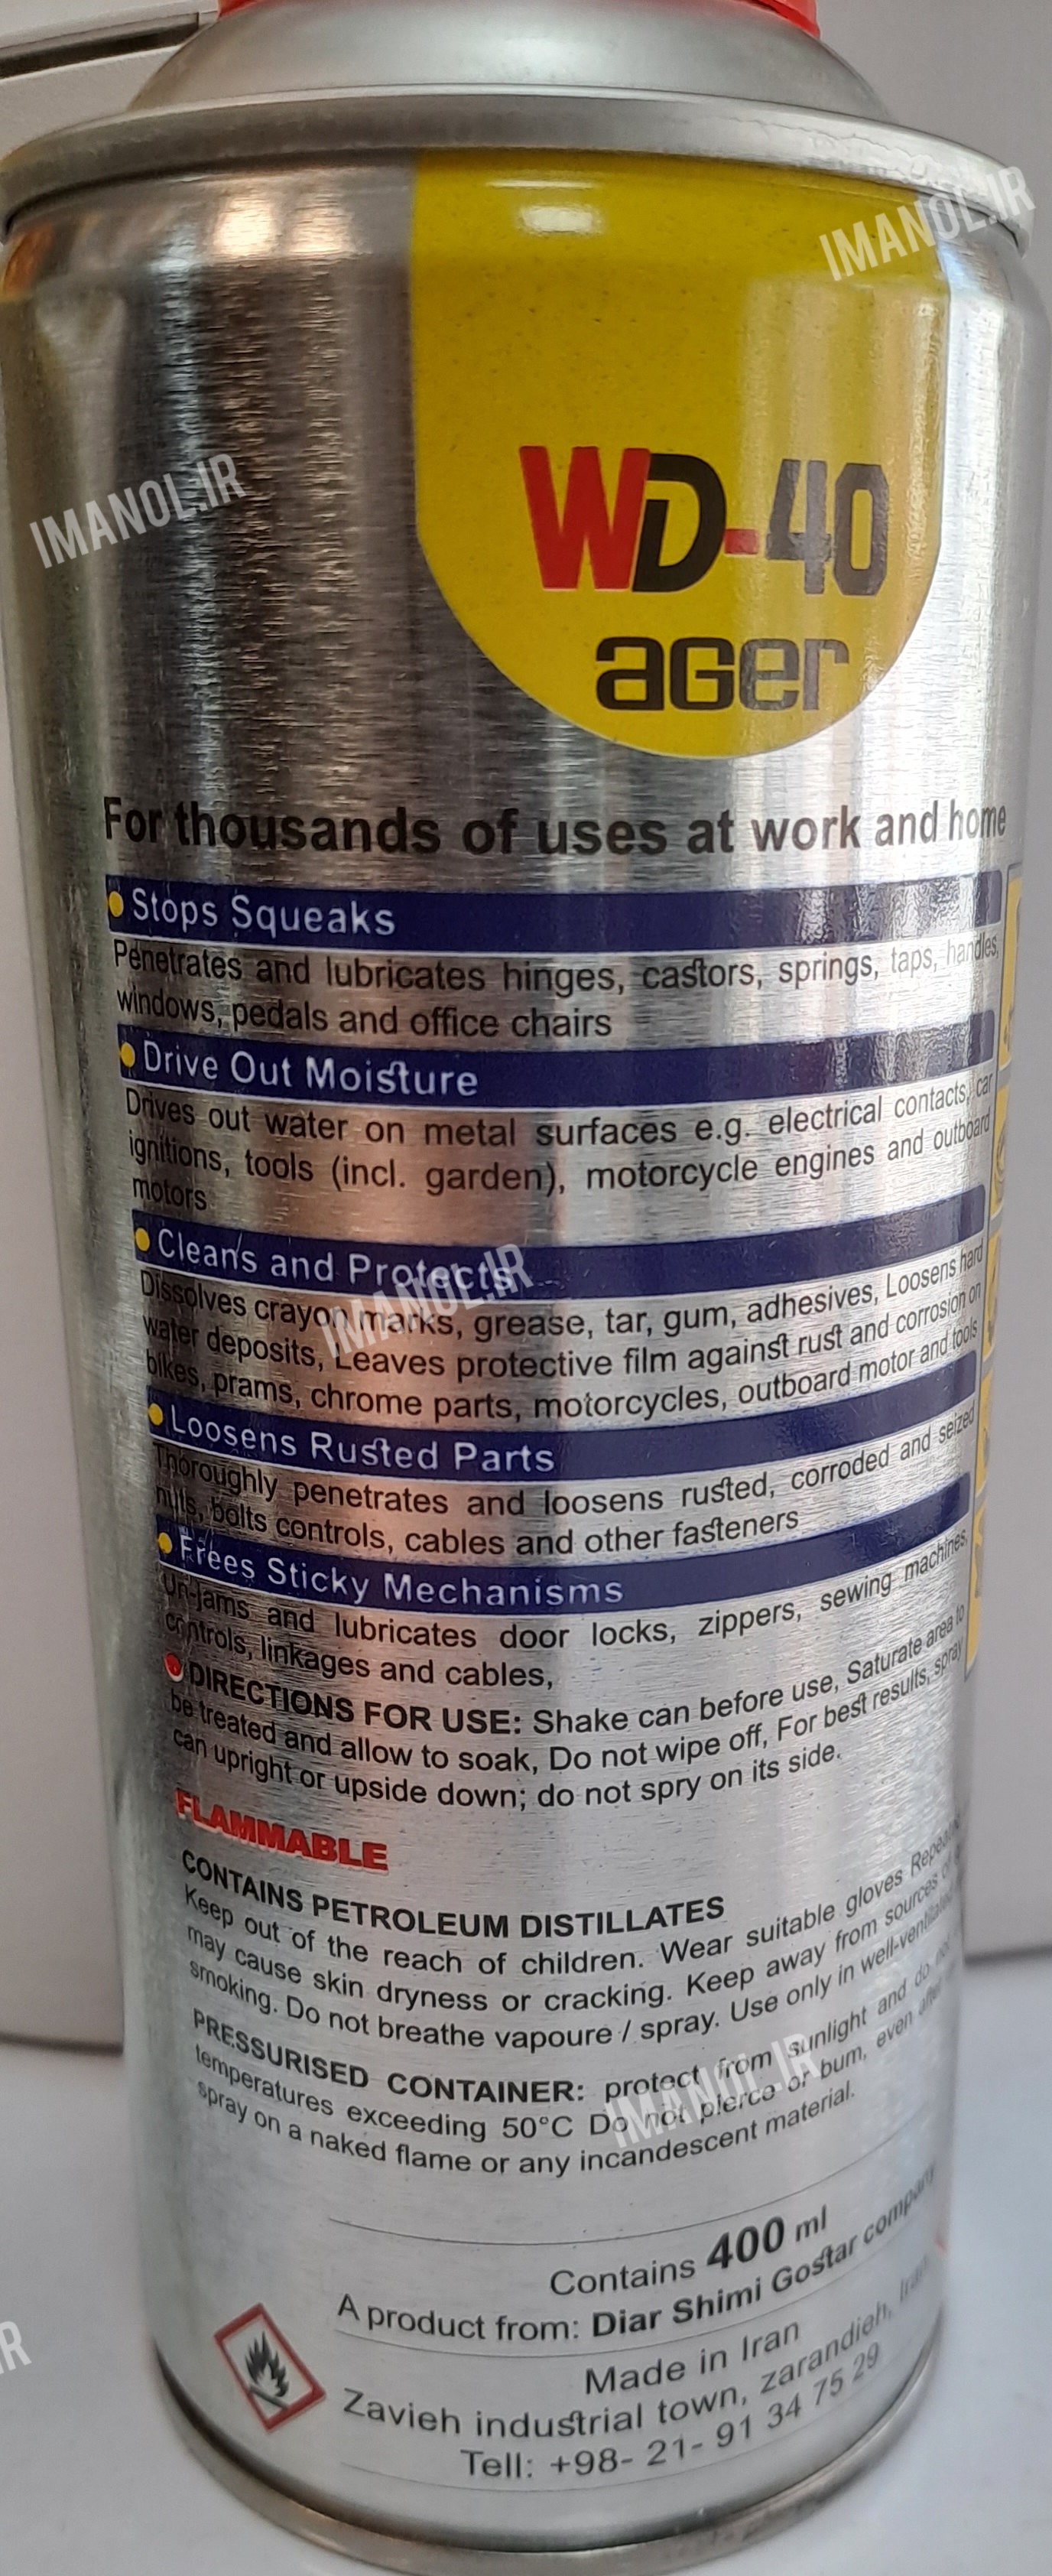 IMANOL.IR
IMANOL.IR
WD-40
aGer
For thousands of uses at work and home
Stops Squeaks
Penetrates and lubricates hinges, castors, springs, taps, handles,
windows, pedals and office chairs
Drive Out Moisture
Drives out water on metal surfaces e.g. electrical contacts, car
ignitions, tools (incl. garden), motorcycle engines and outboard
motors
Cleans and Protects
IMANOL.IR
Dissolves crayon marks, grease, tar, gum, adhesives, Loosens hard
water deposits, Leaves protective film against rust and corrosion on
bikes, prams, chrome parts, motorcycles, outboard motor and tools
Loosens Rusted Parts
Thoroughly penetrates and loosens rusted, corroded and seized
nuts, bolts controls, cables and other fasteners
Frees Sticky Mechanisms
Un-jams and lubricates door locks, zippers, sewing machines,
controls, linkages and cables,
DIRECTIONS FOR USE: Shake can before use, Saturate area to
be treated and allow to soak, Do not wipe off, For best results, spray
can upright or upside down; do not spry on its side.
FLAMMABLE
CONTAINS PETROLEUM DISTILLATES
Keep out of the reach of children. Wear suitable gloves
may cause skin dryness or cracking. Keep away from sources
smoking. Do not breathe vapoure / spray. Use only in
PRESSURISED CONTAINER: protect from sunlight and do
temperatures exceeding 50°C Do not pierce or bum, even
spray on a naked flame or any incandescent material.
IMANOL.IR
Contains 400 ml
A product from: Diar Shimi Gostar company
Made in Iran
Zavieh industrial town, zarandieh, Iran
Tell: +98- 21- 91 34 75 29